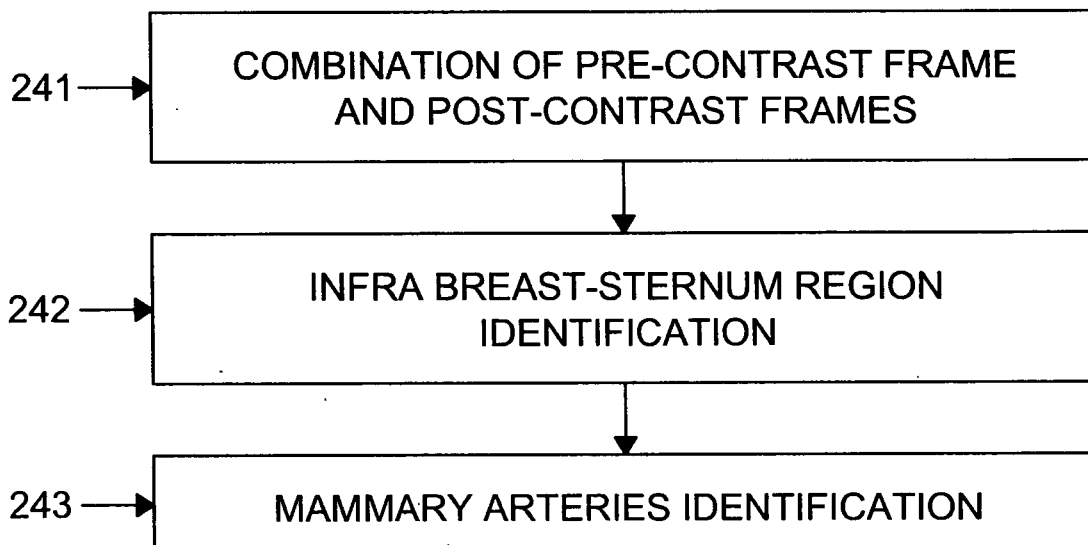 241
COMBINATION OF PRE-CONTRAST FRAME
AND POST-CONTRAST FRAMES
242
INFRA BREAST-STERNUM REGION
IDENTIFICATION
243
MAMMARY ARTERIES IDENTIFICATION